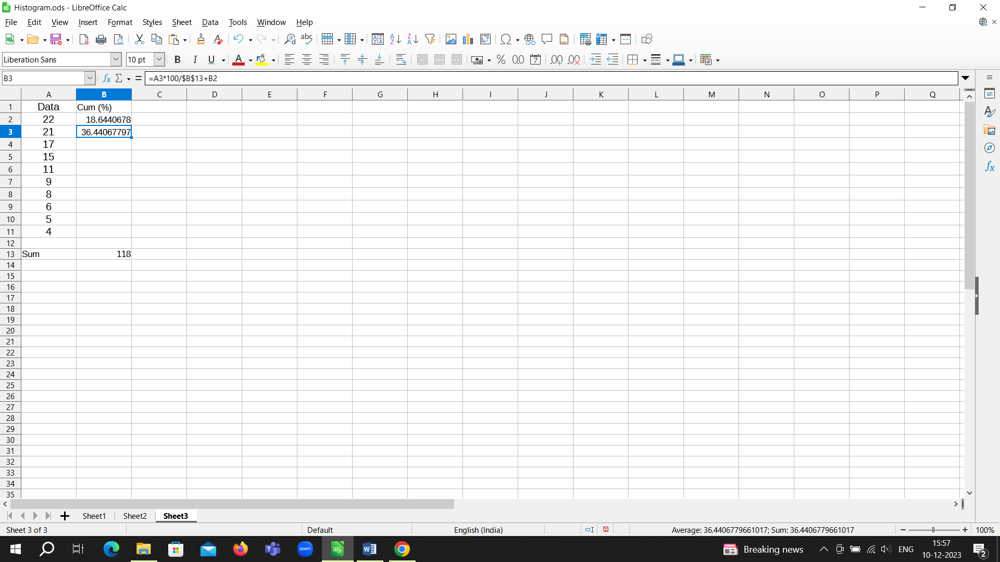 Histogram.ods - LibreOffice Calc
File Edit View Insert Format Styles Sheet Data Tools Window Help
Liberation Sans 10 pt
B3 =A3*100/$B$13+B2
A B C D E F G H I J K L M N O P Q
1 Data Cum (%)
2 22 18.6440678
3 21 36.44067797
4 17
5 15
6 11
7 9
8 8
9 6
10 5
11 4
12
13 Sum 118
14
15
16
17
18
19
20
21
22
23
24
25
26
27
28
29
30
31
32
33
34
35
Sheet1 Sheet2 Sheet3
Sheet 3 of 3 Default English (India) Average: 36.4406779661017; Sum: 36.4406779661017 100%
zoom Breaking news ENG 15:57
10-12-2023 2